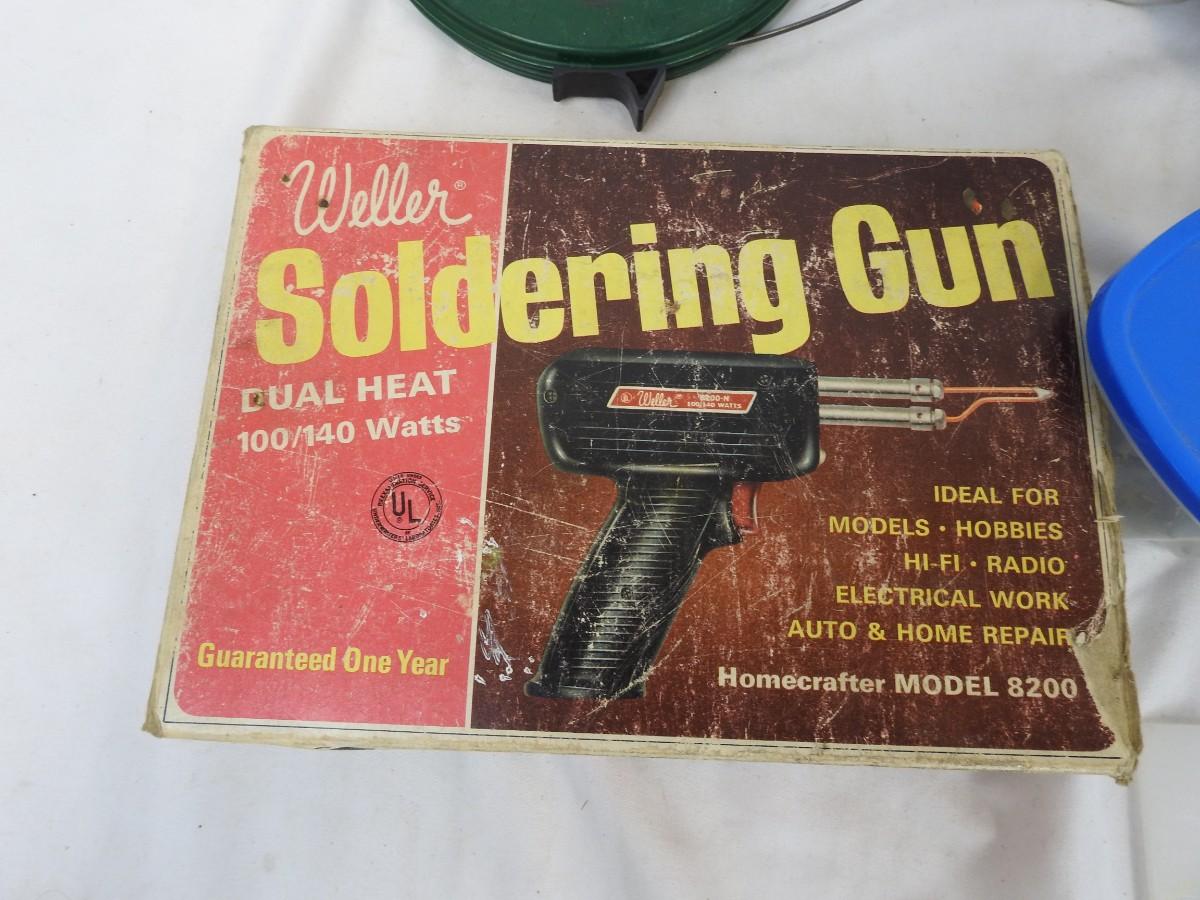 Weller®
Soldering Gun
DUAL HEAT
100/140 Watts
UL®
Guaranteed One Year
Weller 8200-N
100/140 WATTS
IDEAL FOR
MODELS • HOBBIES
HI-FI • RADIO
ELECTRICAL WORK
AUTO & HOME REPAIR
Homecrafter MODEL 8200